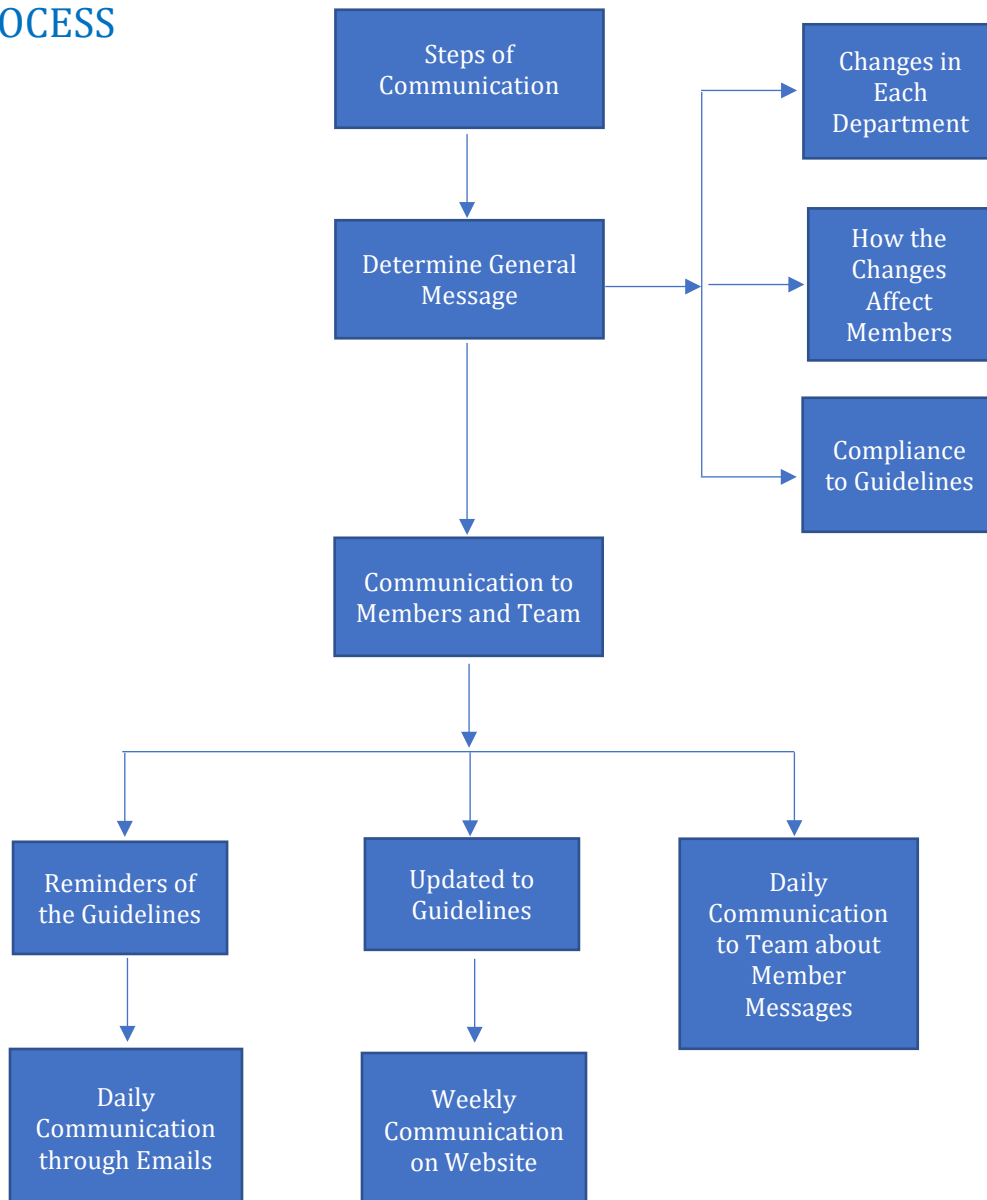 OCESS
Steps of
Communication
Changes in
Each
Department
Determine General
Message
How the
Changes
Affect
Members
Compliance
to Guidelines
Communication to
Members and Team
Reminders of
the Guidelines
Updated to
Guidelines
Daily
Communication
to Team about
Member
Messages
Daily
Communication
through Emails
Weekly
Communication
on Website